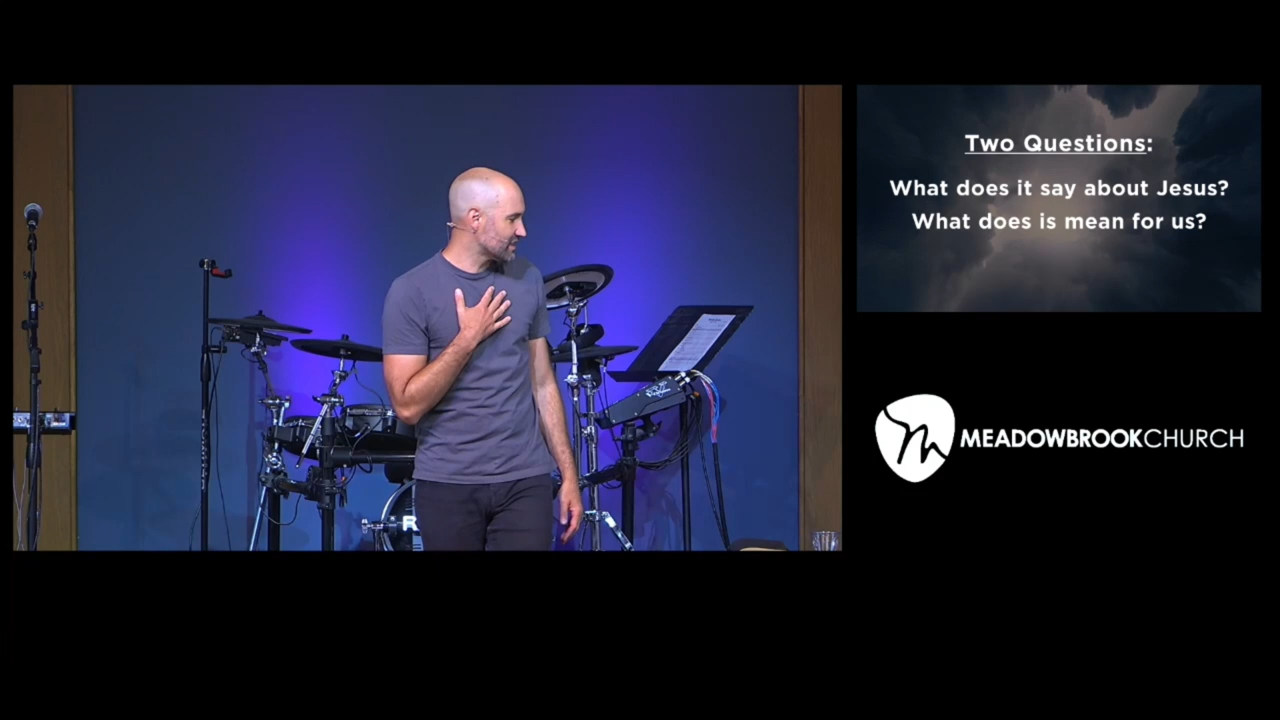 Two Questions:
What does it say about Jesus?
What does is mean for us?
MEADOWBROOKCHURCH
R